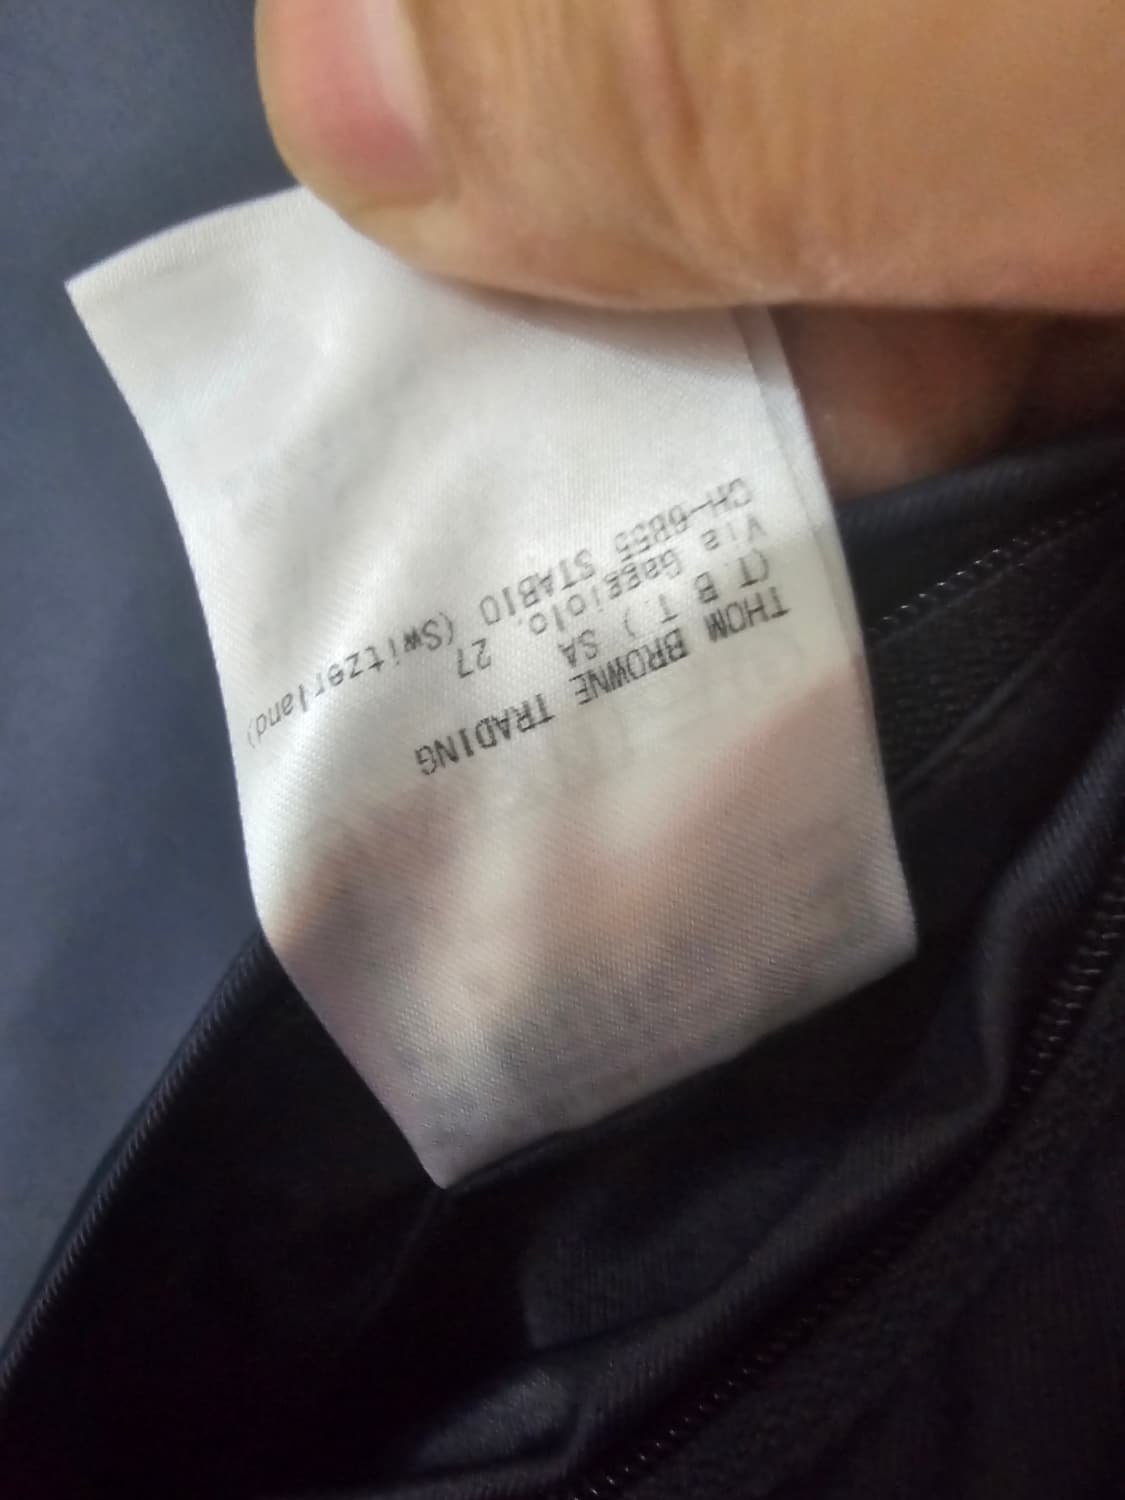 THOM BROWNE TRADING
(T. B T.) SA
Via Gaggiolo, 27
CH-6855 STABIO (Switzerland)